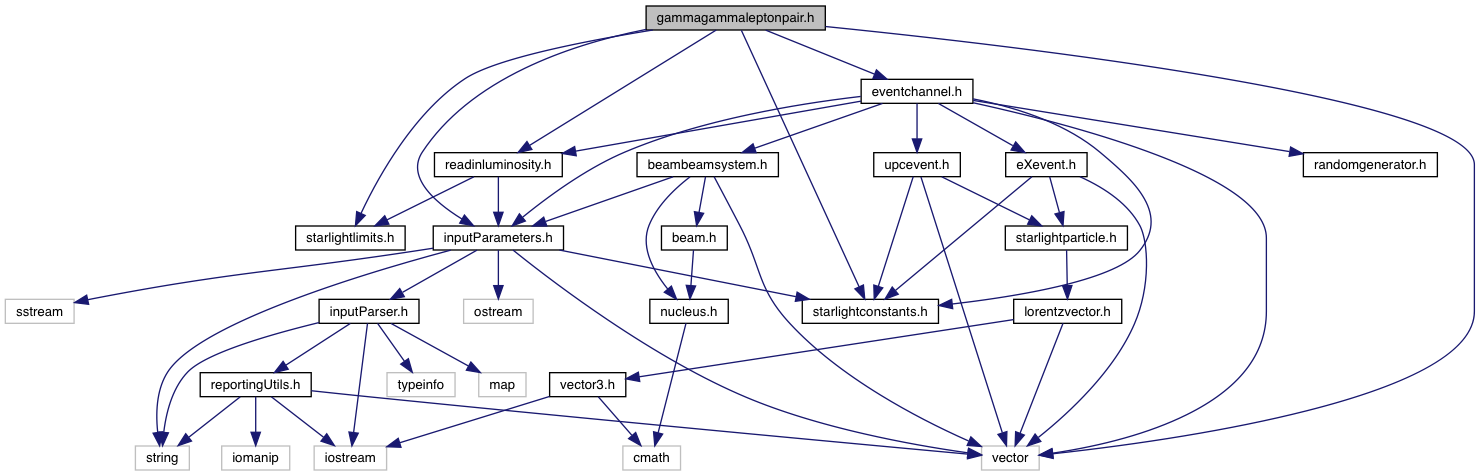 gammagammaleptonpair.h
eventchannel.h
readinluminosity.h
beambeamsystem.h
upcevent.h
eXevent.h
randomgenerator.h
starlightlimits.h
inputParameters.h
beam.h
starlightparticle.h
sstream
inputParser.h
ostream
nucleus.h
starlightconstants.h
lorentzvector.h
reportingUtils.h
typeinfo
map
vector3.h
string
iomanip
iostream
cmath
vector